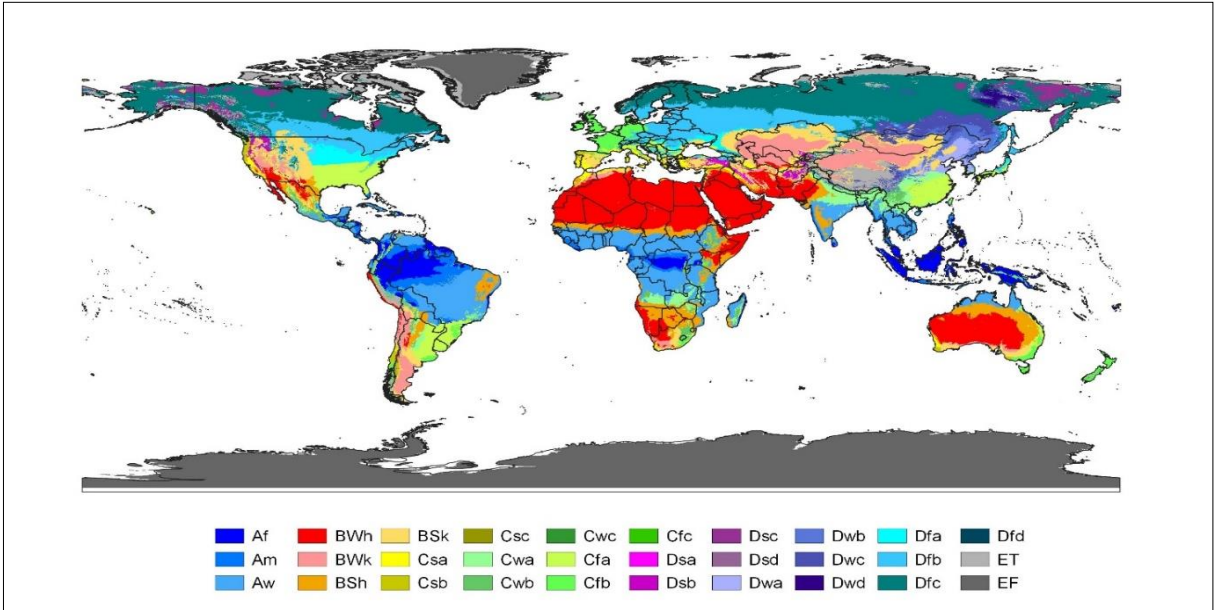 Af BWh BSk Csc Cwc Cfc Dsc Dwb Dfa Dfd
Am BWk Csa Cwa Cfa Dsa Dsd Dwc Dfb ET
Aw BSh Csb Cwb Cfb Dsb Dwa Dwd Dfc EF